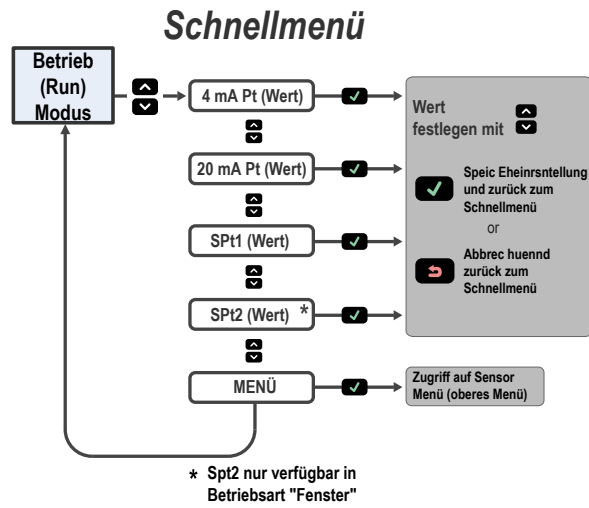 Schnellmenü
Betrieb
(Run)
Modus
4 mA Pt (Wert)
20 mA Pt (Wert)
SPt1 (Wert)
SPt2 (Wert) *
MENÜ
Wert
festlegen mit
Speic Eheinrsntellung
und zurück zum
Schnellmenü
or
Abbrec huennd
zurück zum
Schnellmenü
Zugriff auf Sensor
Menü (oberes Menü)
* Spt2 nur verfügbar in
Betriebsart "Fenster"